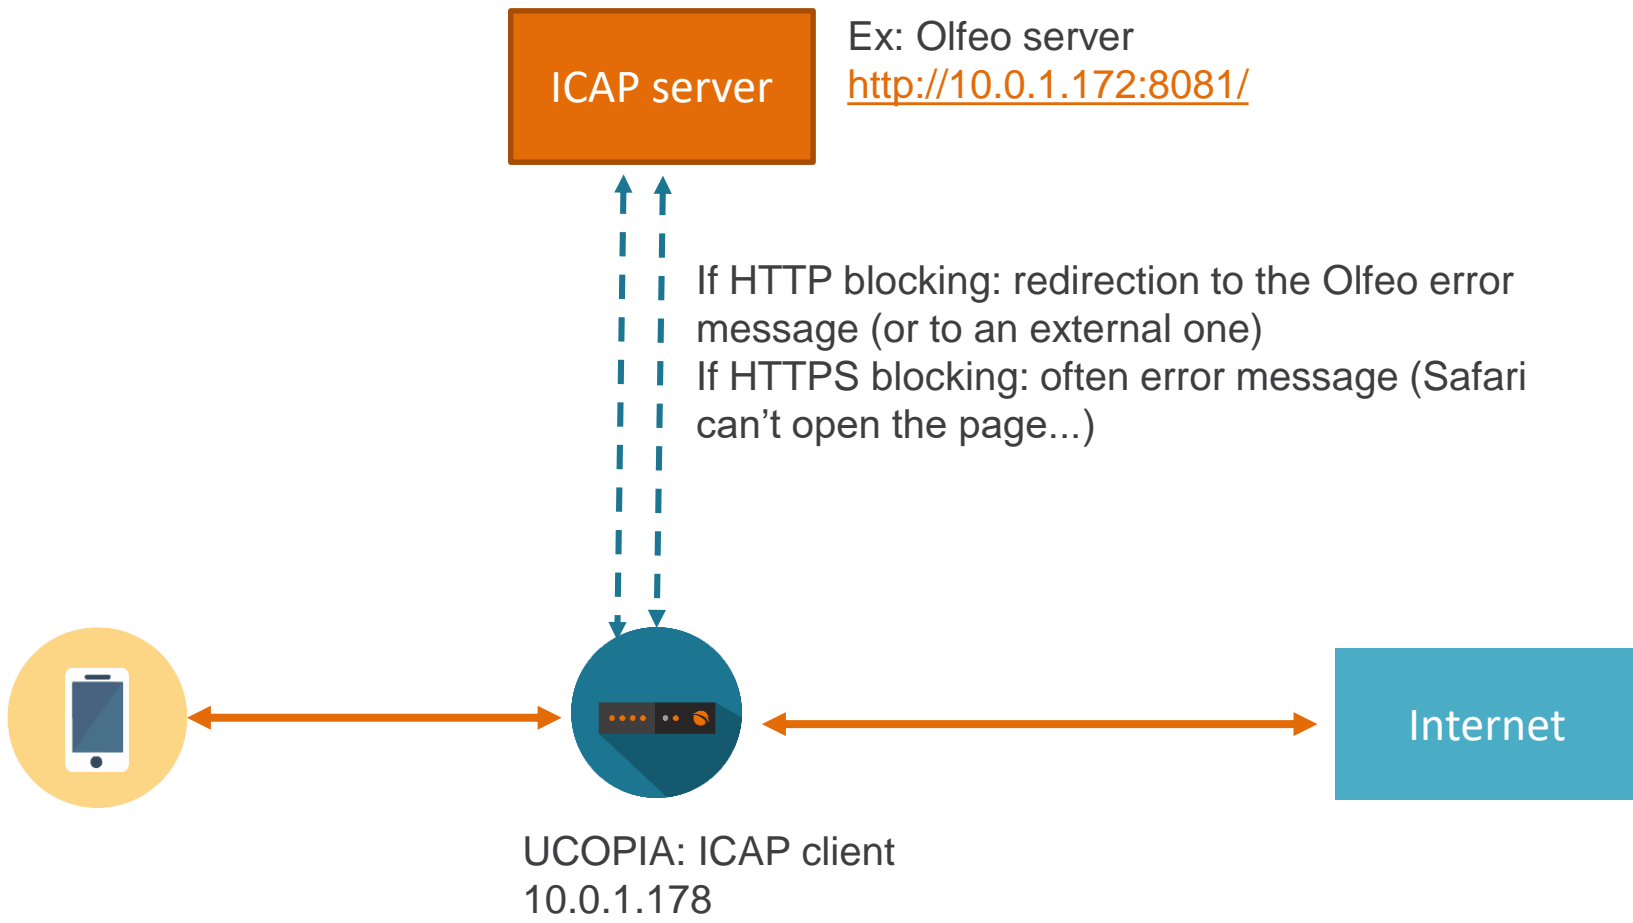 ICAP server
Ex: Olfeo server
http://10.0.1.172:8081/
If HTTP blocking: redirection to the Olfeo error
message (or to an external one)
If HTTPS blocking: often error message (Safari
can’t open the page...)
Internet
UCOPIA: ICAP client
10.0.1.178